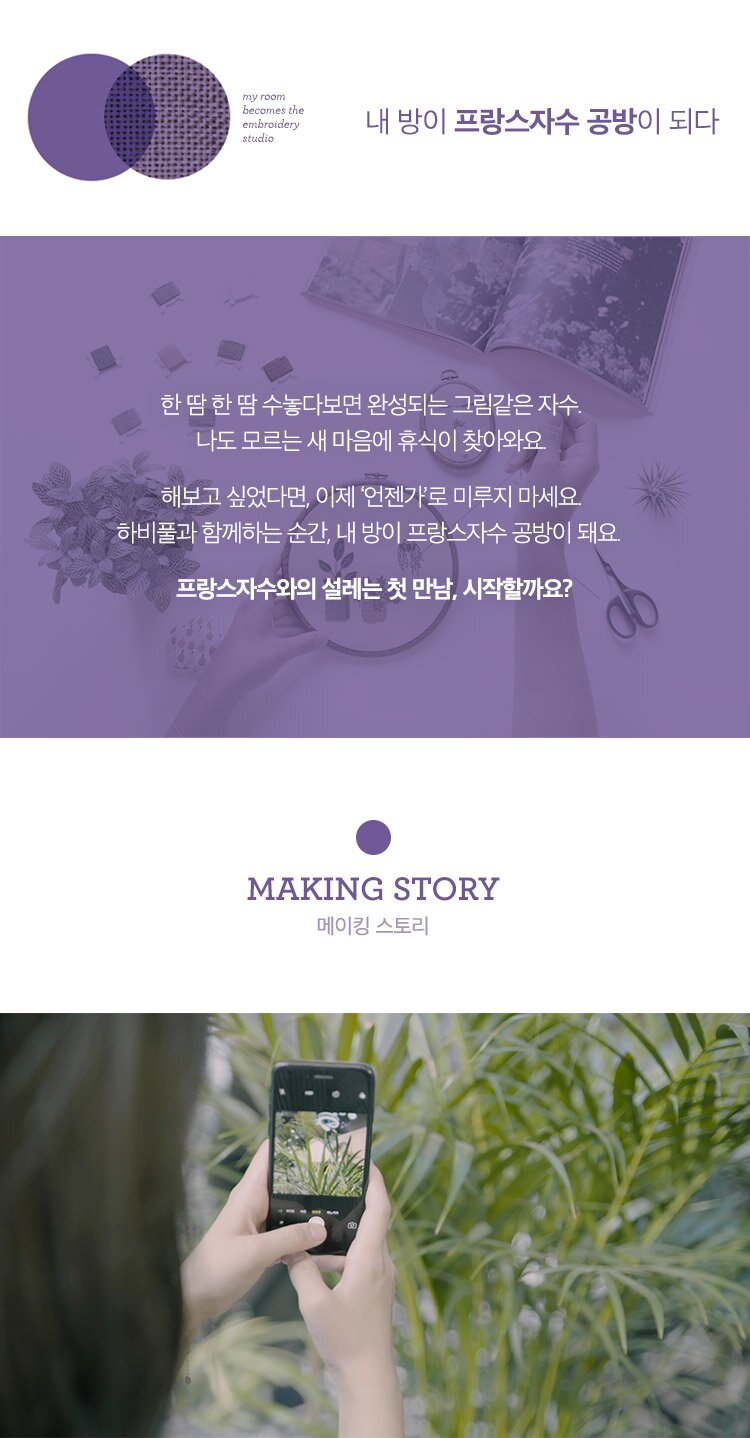 my room
becomes the
embroidery
studio
내 방이 프랑스자수 공방이 되다
한 땀 한 땀 수놓다보면 완성되는 그림같은 자수.
나도 모르는 새 마음에 휴식이 찾아와요.
해보고 싶었다면, 이제 ‘언젠가’로 미루지 마세요.
하비풀과 함께하는 순간, 내 방이 프랑스자수 공방이 돼요.
프랑스자수와의 설레는 첫 만남, 시작할까요?
MAKING STORY
메이킹 스토리